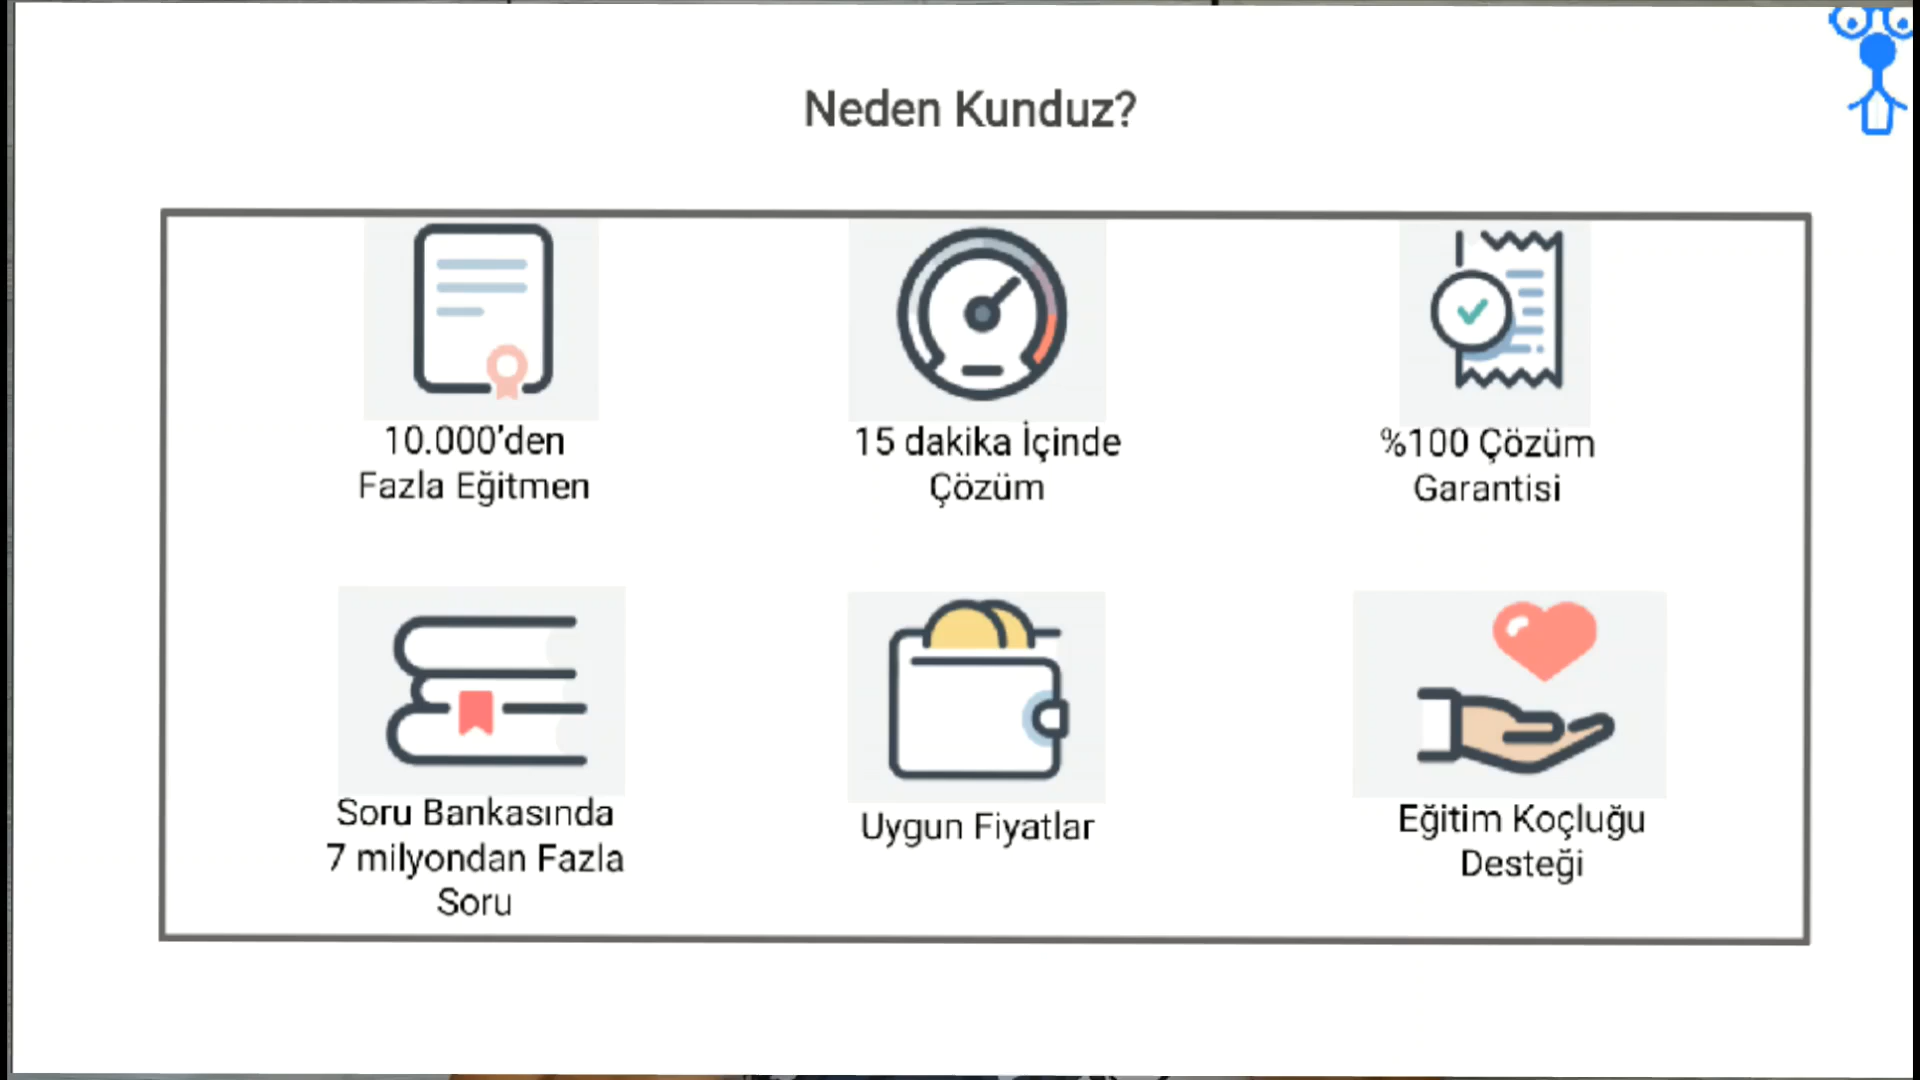 Neden Kunduz?
10.000'den
Fazla Eğitmen
15 dakika İçinde
Çözüm
%100 Çözüm
Garantisi
Soru Bankasında
7 milyondan Fazla
Soru
Uygun Fiyatlar
Eğitim Koçluğu
Desteği